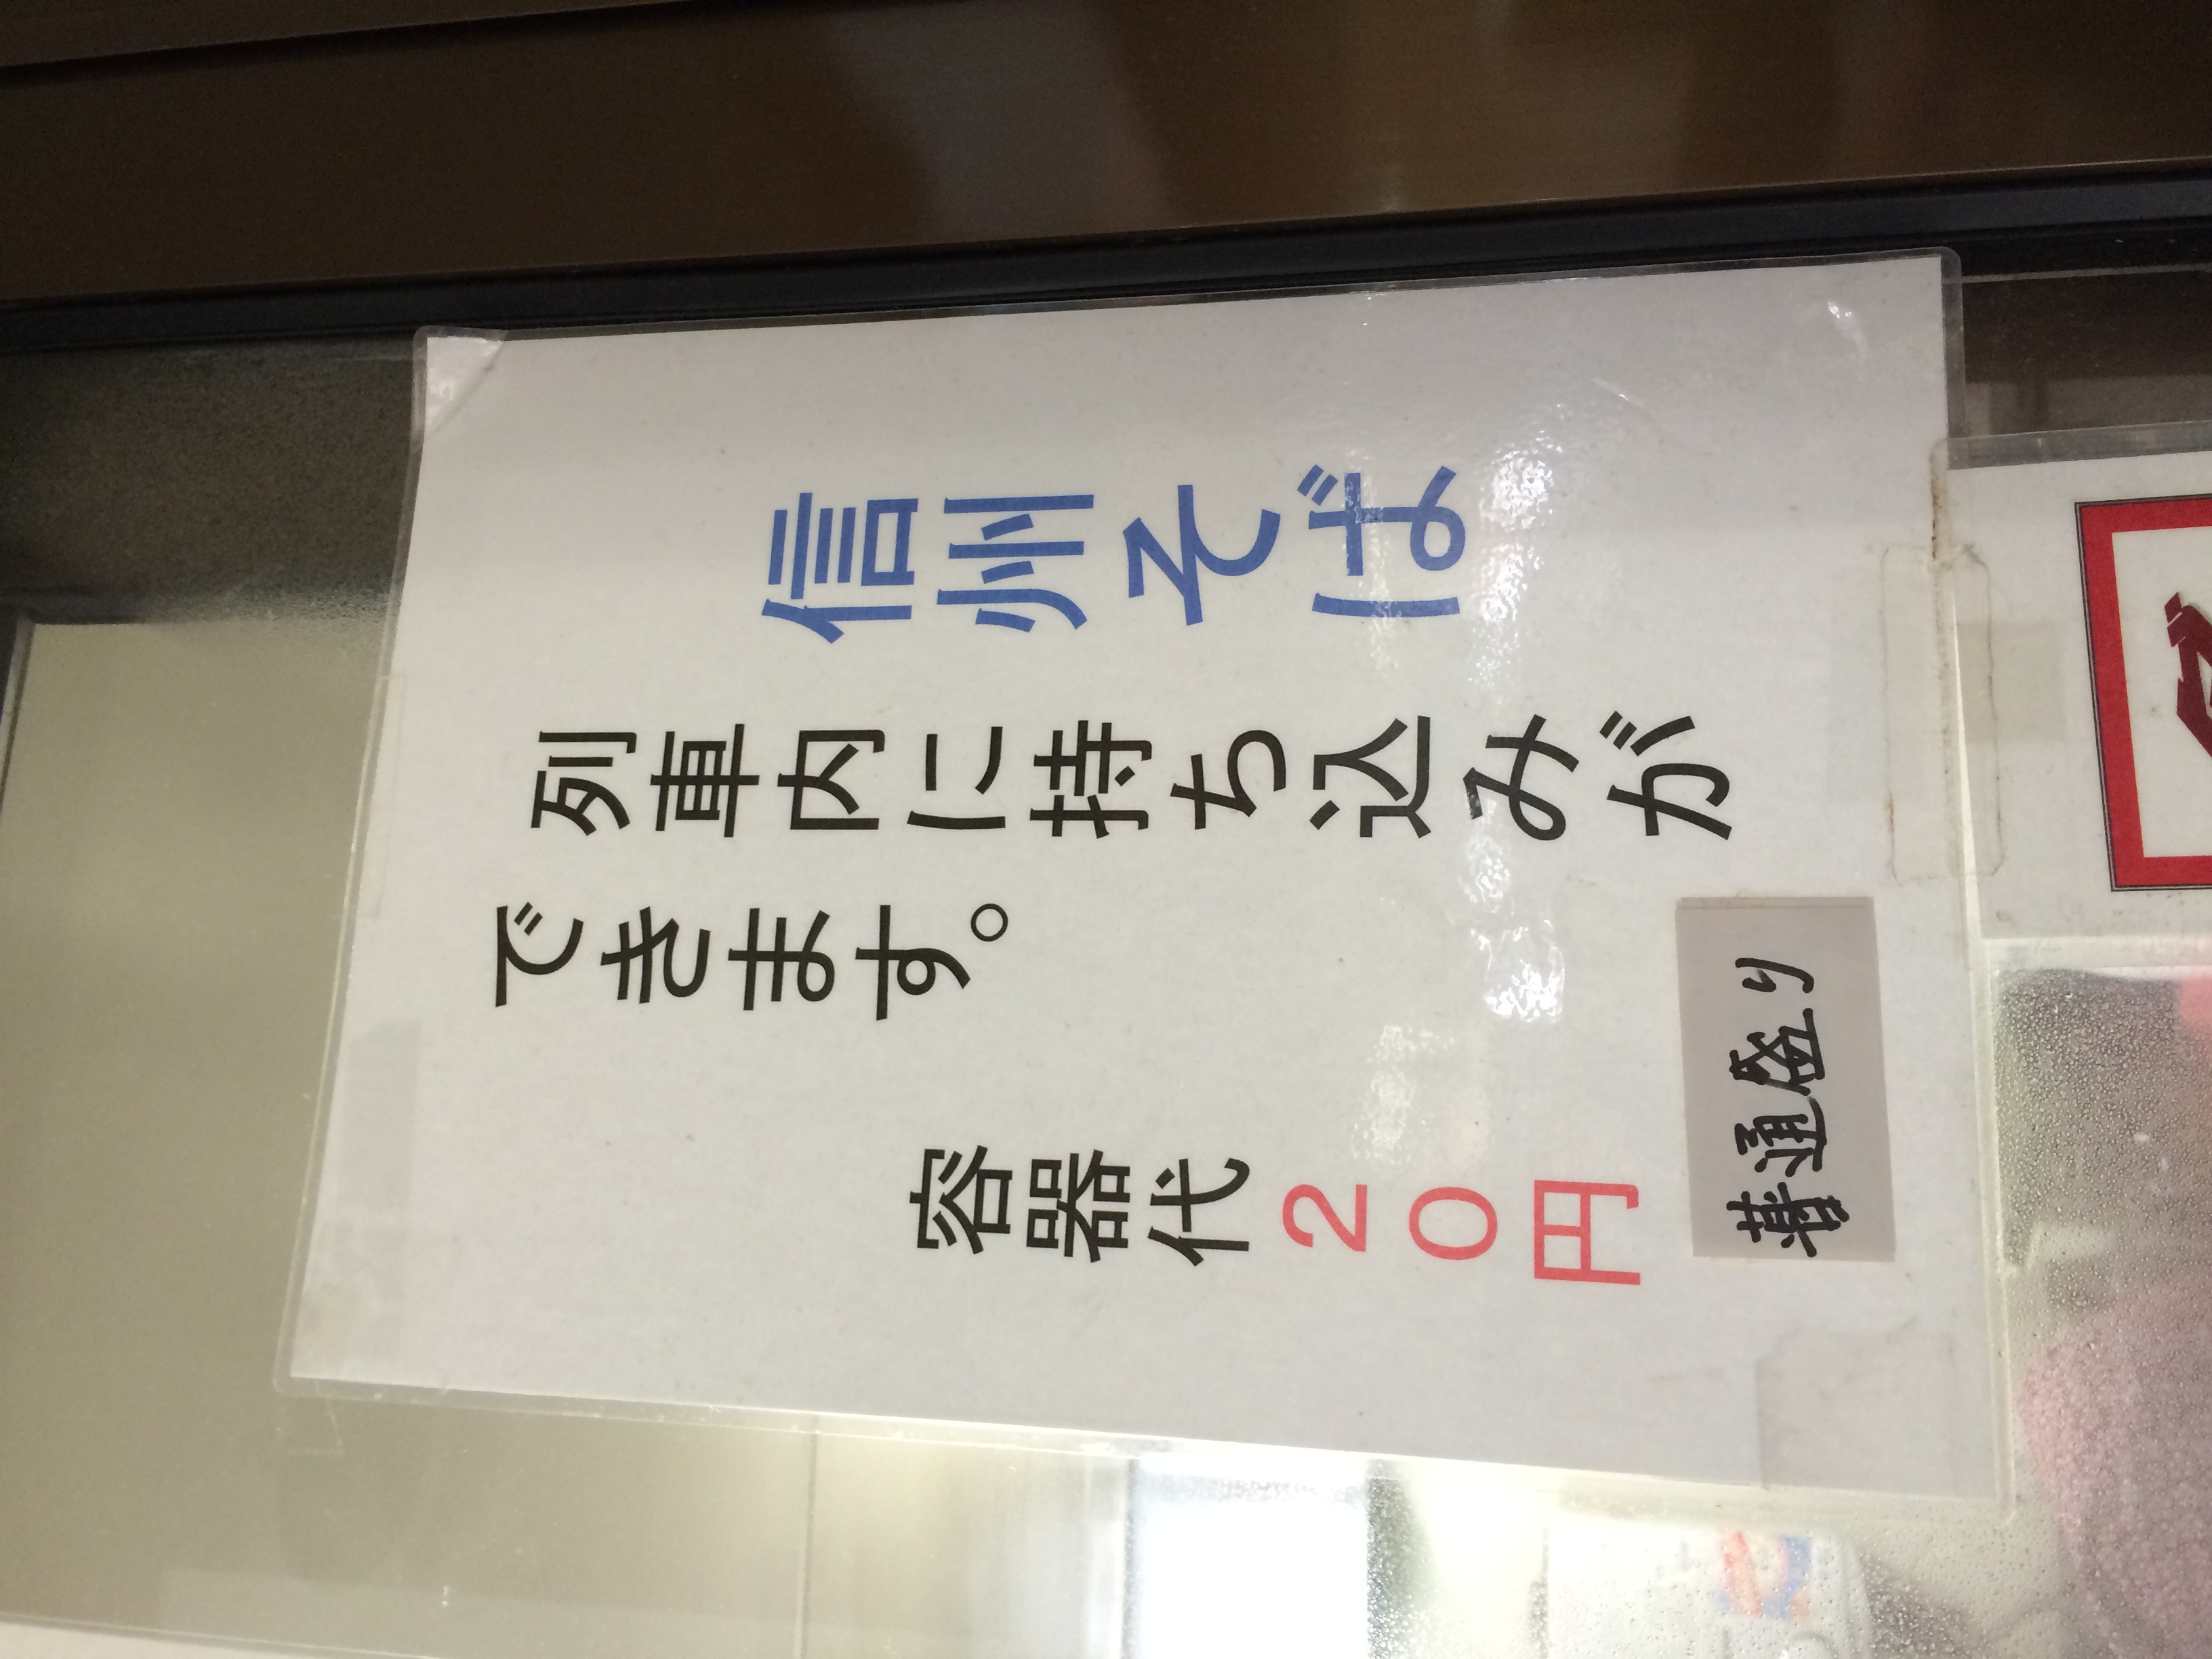 信州そば
列車内に持ち込みが
できます。
容器代20円
普通盛り